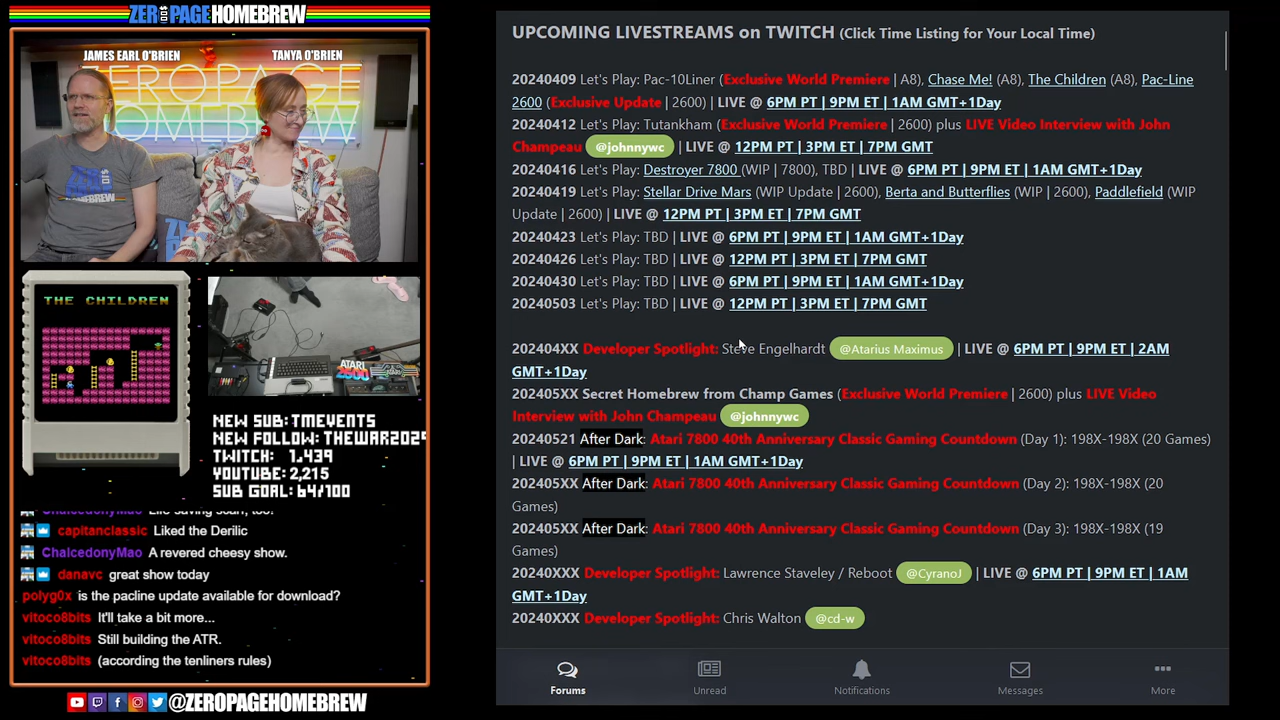 ZEROPAGEHOMEBREW
JAMES EARL O'BRIEN
TANYA O'BRIEN
ZEROPAGE
HOMEBREW
THE CHILDREN
ATARI
2600
NEW SUB: TMEVENTS
NEW FOLLOW: THEWAR2029
TWITCH: 1,439
YOUTUBE: 2,215
SUB GOAL: 64/100
ChalcedonyMao Life saving scarf, too!
capitanclassic Liked the Derilic
ChalcedonyMao A revered cheesy show.
danavc great show today
polyg0x is the pacline update available for download?
vitoco8bits It'll take a bit more...
vitoco8bits Still building the ATR.
vitoco8bits (according the tenliners rules)
@ZEROPAGEHOMEBREW
UPCOMING LIVESTREAMS on TWITCH (Click Time Listing for Your Local Time)
20240409 Let's Play: Pac-10Liner (Exclusive World Premiere | A8), Chase Me! (A8), The Children (A8), Pac-Line
2600 (Exclusive Update | 2600) | LIVE @ 6PM PT | 9PM ET | 1AM GMT+1Day
20240412 Let's Play: Tutankham (Exclusive World Premiere | 2600) plus LIVE Video Interview with John
Champeau @johnnywc | LIVE @ 12PM PT | 3PM ET | 7PM GMT
20240416 Let's Play: Destroyer 7800 (WIP | 7800), TBD | LIVE @ 6PM PT | 9PM ET | 1AM GMT+1Day
20240419 Let's Play: Stellar Drive Mars (WIP Update | 2600), Berta and Butterflies (WIP | 2600), Paddlefield (WIP
Update | 2600) | LIVE @ 12PM PT | 3PM ET | 7PM GMT
20240423 Let's Play: TBD | LIVE @ 6PM PT | 9PM ET | 1AM GMT+1Day
20240426 Let's Play: TBD | LIVE @ 12PM PT | 3PM ET | 7PM GMT
20240430 Let's Play: TBD | LIVE @ 6PM PT | 9PM ET | 1AM GMT+1Day
20240503 Let's Play: TBD | LIVE @ 12PM PT | 3PM ET | 7PM GMT
202404XX Developer Spotlight: Steve Engelhardt @Atarius Maximus | LIVE @ 6PM PT | 9PM ET | 2AM
GMT+1Day
202405XX Secret Homebrew from Champ Games (Exclusive World Premiere | 2600) plus LIVE Video
Interview with John Champeau @johnnywc
20240521 After Dark: Atari 7800 40th Anniversary Classic Gaming Countdown (Day 1): 198X-198X (20 Games)
| LIVE @ 6PM PT | 9PM ET | 1AM GMT+1Day
202405XX After Dark: Atari 7800 40th Anniversary Classic Gaming Countdown (Day 2): 198X-198X (20
Games)
202405XX After Dark: Atari 7800 40th Anniversary Classic Gaming Countdown (Day 3): 198X-198X (19
Games)
20240XXX Developer Spotlight: Lawrence Staveley / Reboot @CyranoJ | LIVE @ 6PM PT | 9PM ET | 1AM
GMT+1Day
20240XXX Developer Spotlight: Chris Walton @cd-w
Forums
Unread
Notifications
Messages
More